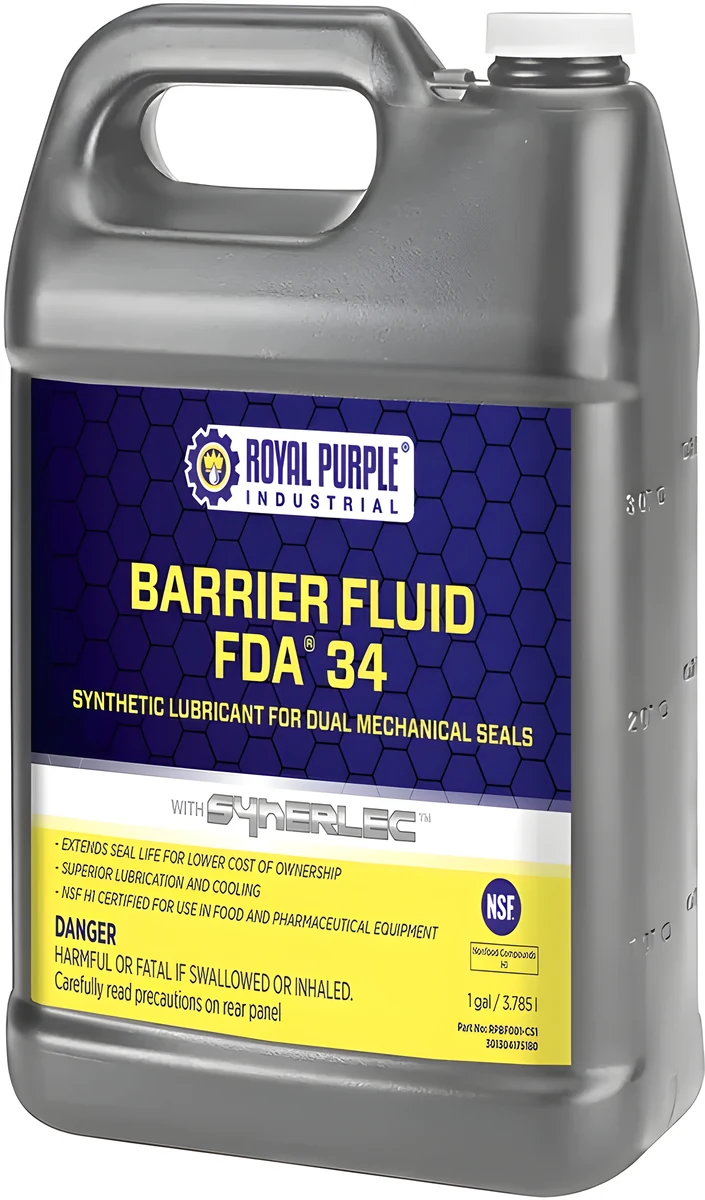 ROYAL PURPLE®
INDUSTRIAL
BARRIER FLUID
FDA® 34
SYNTHETIC LUBRICANT FOR DUAL MECHANICAL SEALS
WITH SYNERLEC™
- EXTENDS SEAL LIFE FOR LOWER COST OF OWNERSHIP
- SUPERIOR LUBRICATION AND COOLING
- NSF H1 CERTIFIED FOR USE IN FOOD AND PHARMACEUTICAL EQUIPMENT
NSF.
Nonfood Compounds
H1
DANGER
HARMFUL OR FATAL IF SWALLOWED OR INHALED.
Carefully read precautions on rear panel
1 gal / 3.785 l
Part No: